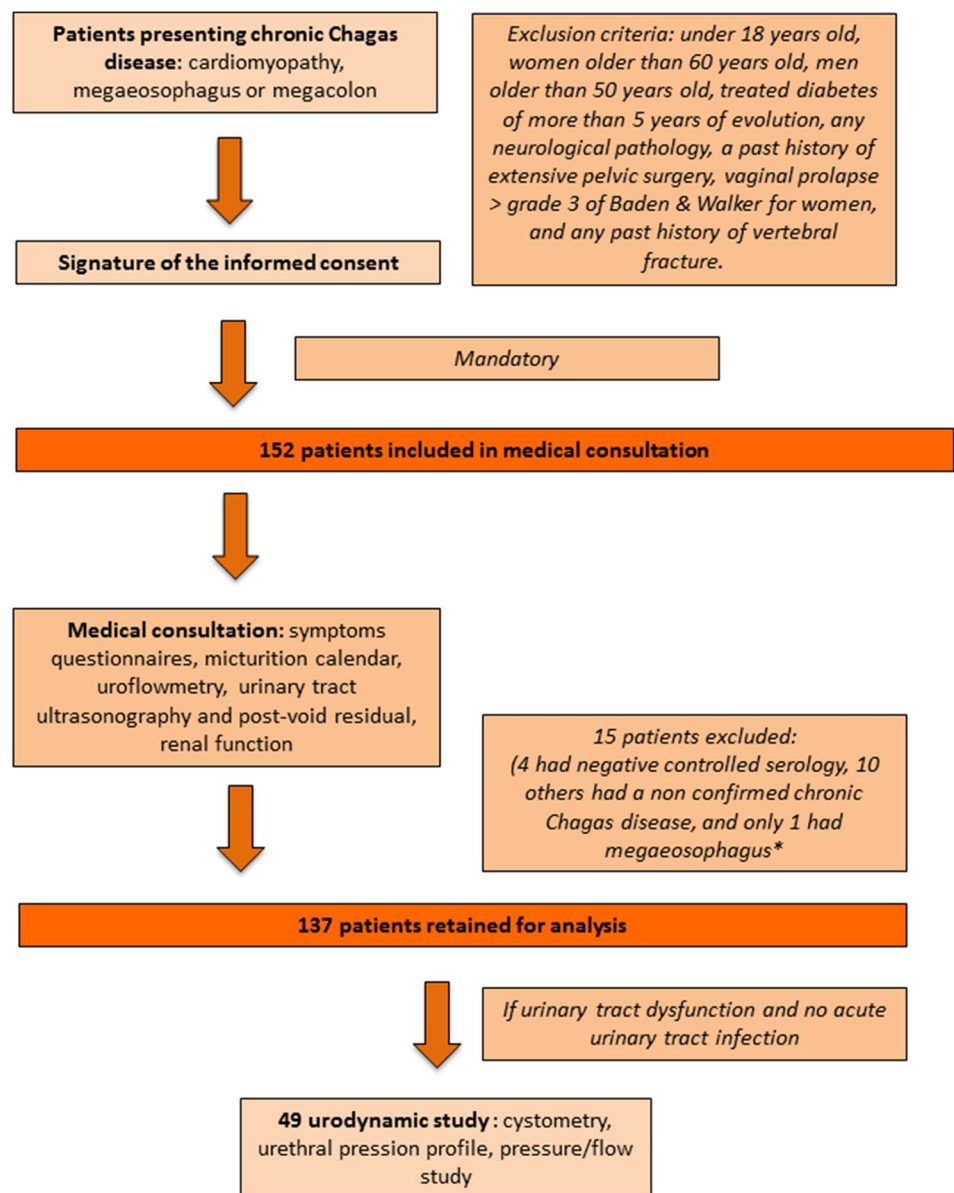 Patients presenting chronic Chagas
disease: cardiomyopathy,
megaeosophagus or megacolon
Exclusion criteria: under 18 years old,
women older than 60 years old, men
older than 50 years old, treated diabetes
of more than 5 years of evolution, any
neurological pathology, a past history of
extensive pelvic surgery, vaginal prolapse
> grade 3 of Baden & Walker for women,
and any past history of vertebral
fracture.
Signature of the informed consent
Mandatory
152 patients included in medical consultation
Medical consultation: symptoms
questionnaires, micturition calendar,
uroflowmetry, urinary tract
ultrasonography and post-void residual,
renal function
15 patients excluded:
(4 had negative controlled serology, 10
others had a non confirmed chronic
Chagas disease, and only 1 had
megaeosophagus*
137 patients retained for analysis
If urinary tract dysfunction and no acute
urinary tract infection
49 urodynamic study : cystometry,
urethral pression profile, pressure/flow
study